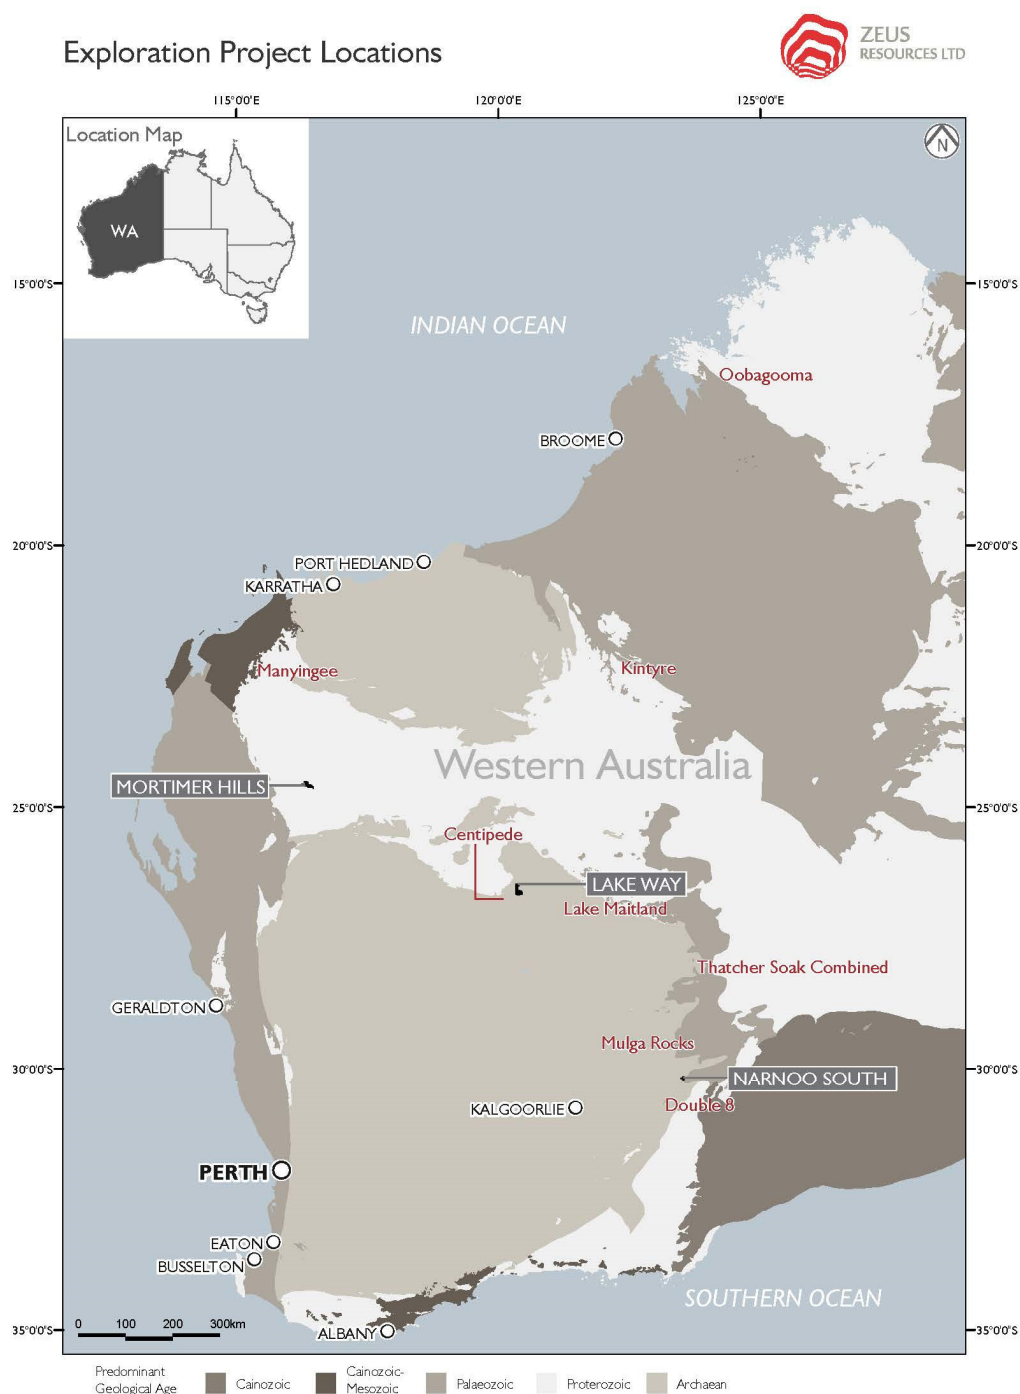 Exploration Project Locations
ZEUS
RESOURCES LTD
115°0'0"E
120°0'0"E
125°0'0"E
Location Map
WA
N
15°0'0"S
15°0'0"S
INDIAN OCEAN
Oobagooma
BROOME
20°0'0"S
20°0'0"S
PORT HEDLAND
KARRATHA
Manyingee
Kintyre
Western Australia
MORTIMER HILLS
25°0'0"S
25°0'0"S
Centipede
LAKE WAY
Lake Maitland
Thatcher Soak Combined
GERALDTON
Mulga Rocks
30°0'0"S
30°0'0"S
NARNOO SOUTH
Double 8
KALGOORLIE
PERTH
EATON
BUSSELTON
SOUTHERN OCEAN
0 100 200 300km
ALBANY
35°0'0"S
35°0'0"S
Predominant
Geological Age
Cainozoic
Cainozoic-
Mesozoic
Palaeozoic
Proterozoic
Archaean